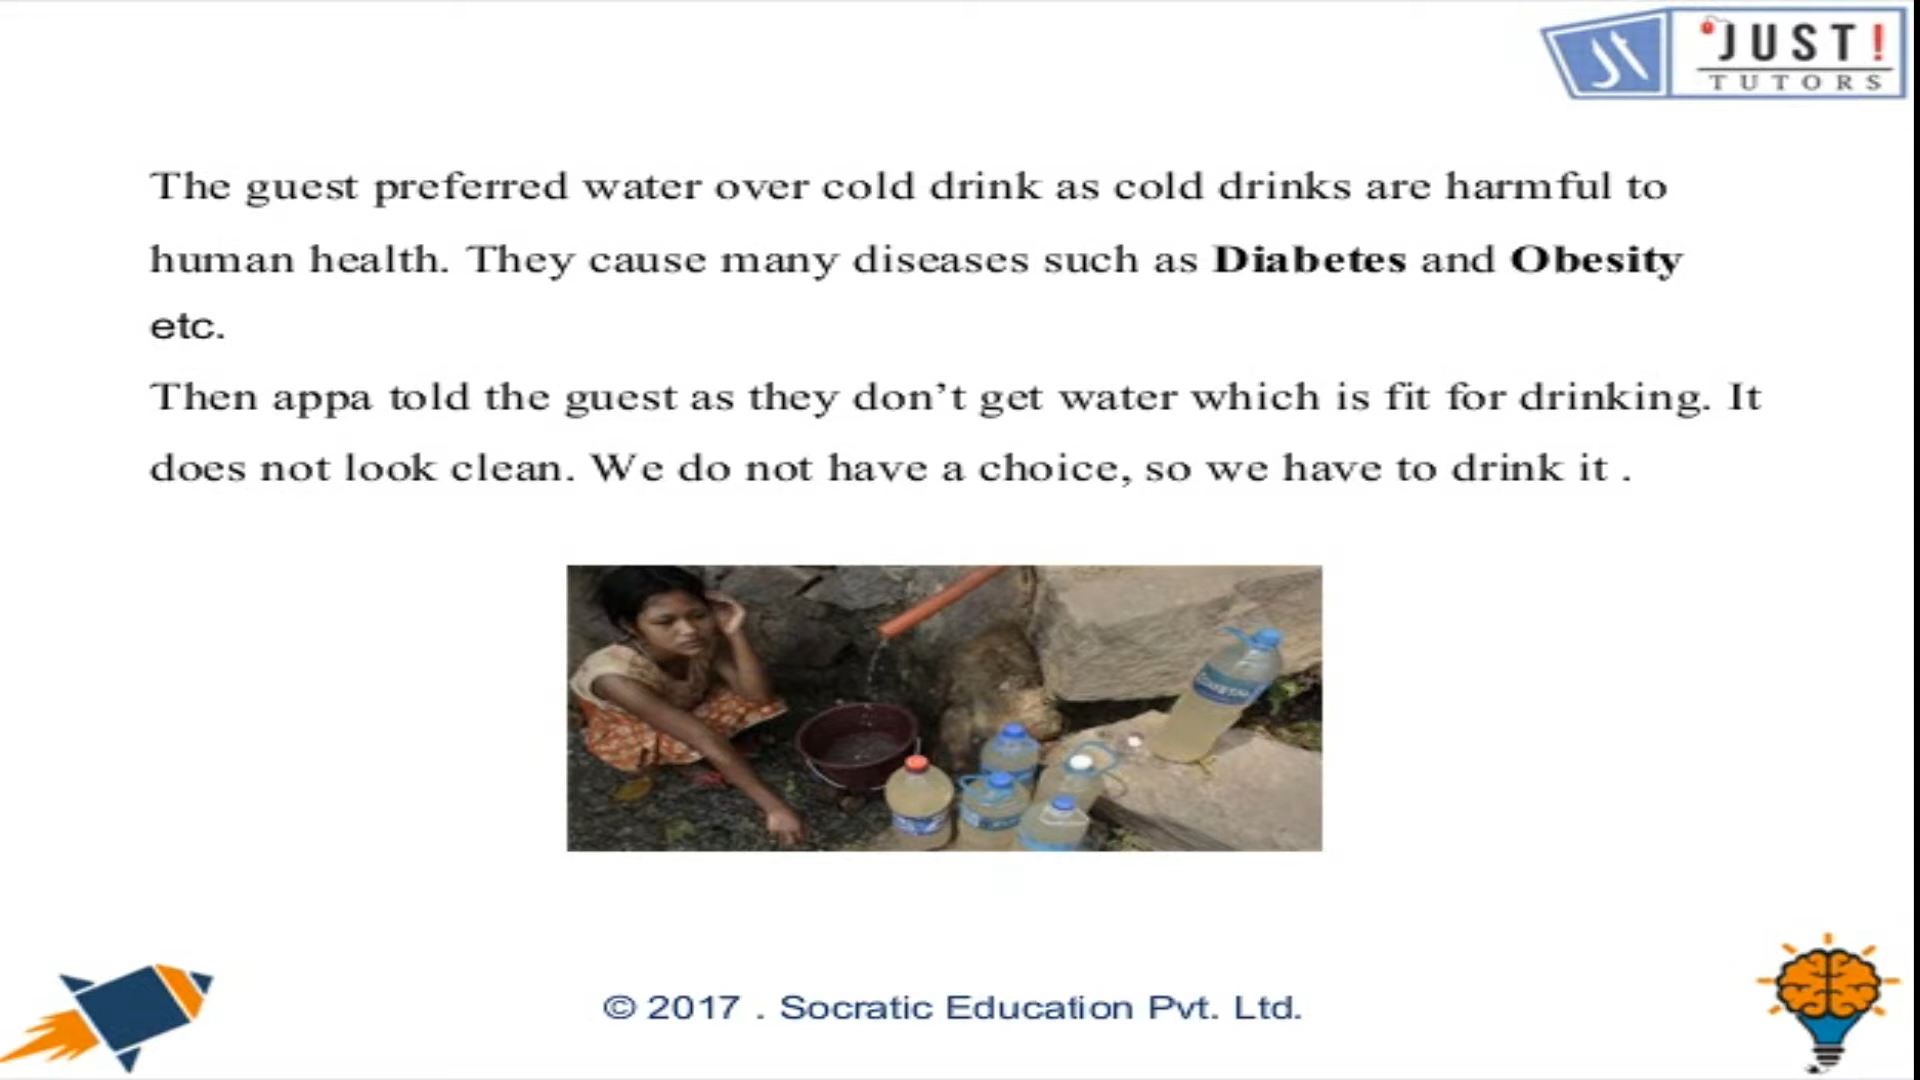 JUST!
TUTORS
The guest preferred water over cold drink as cold drinks are harmful to
human health. They cause many diseases such as Diabetes and Obesity
etc.
Then appa told the guest as they don’t get water which is fit for drinking. It
does not look clean. We do not have a choice, so we have to drink it .
© 2017 . Socratic Education Pvt. Ltd.